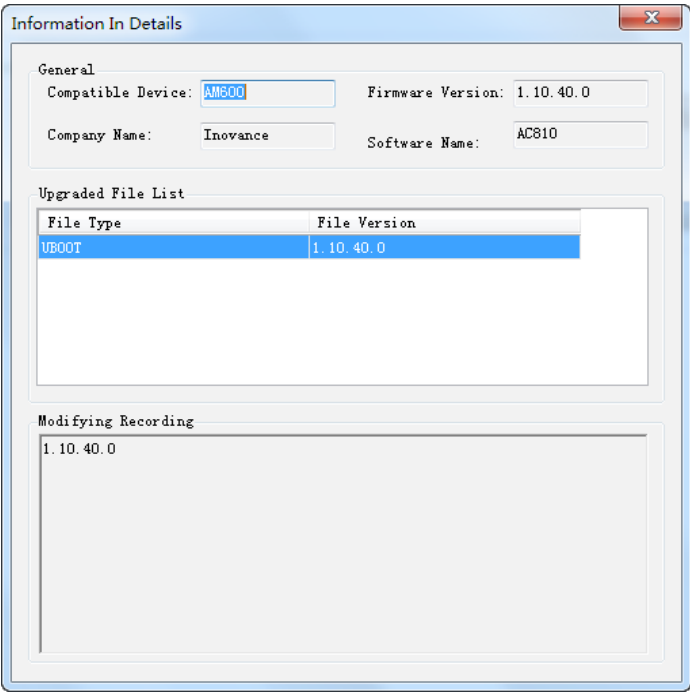 Information In Details
General
Compatible Device: AM600 Firmware Version: 1.10.40.0
Company Name: Inovance Software Name: AC810
Upgraded File List
File Type File Version
UBOOT 1.10.40.0
Modifying Recording
1.10.40.0